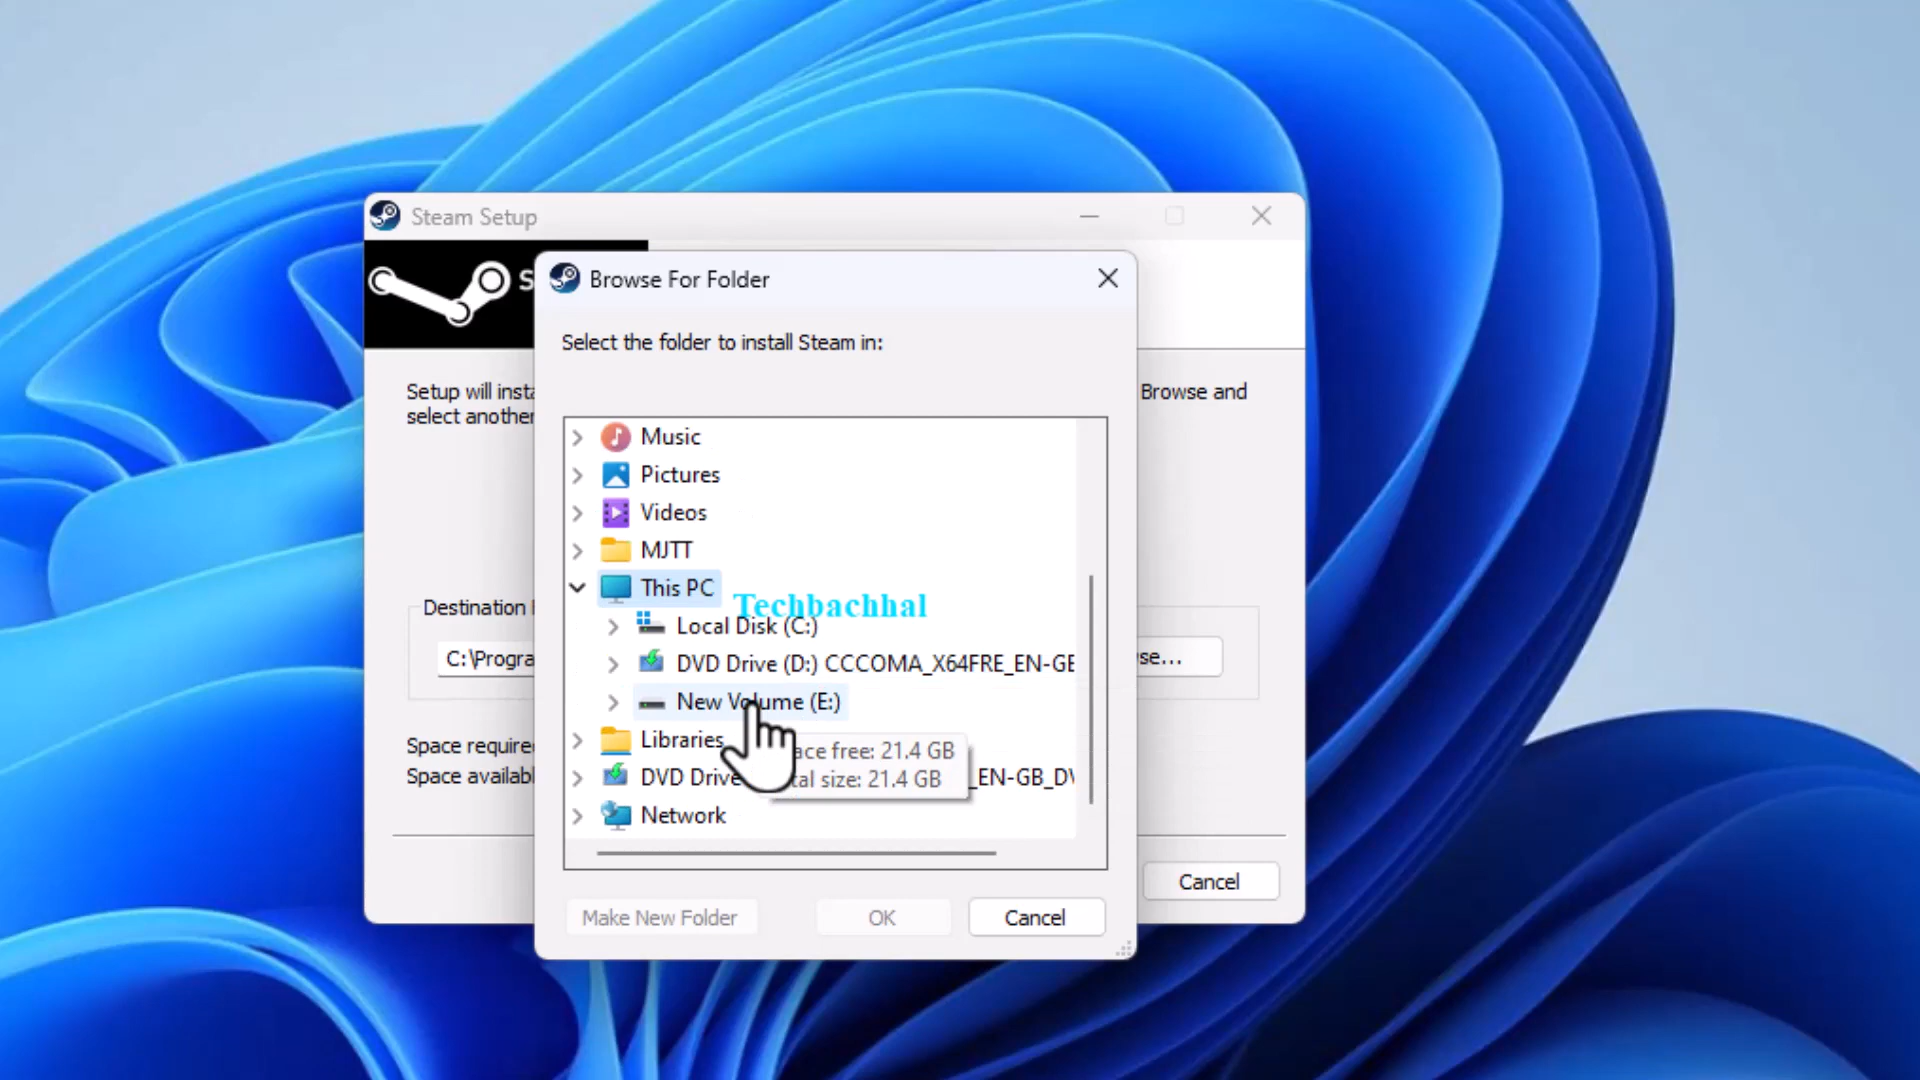 Steam Setup
S
Browse For Folder
Select the folder to install Steam in:
Setup will insta
Browse and
select another
Music
Pictures
Videos
MJTT
This PC
Techbachhal
Destination
Local Disk (C:)
C:\Progra
DVD Drive (D:) CCCOMA_X64FRE_EN-GB
se...
New Volume (E:)
Space require
Libraries
ace free: 21.4 GB
Space availabl
DVD Drive
tal size: 21.4 GB
_EN-GB_DV
Network
Cancel
Make New Folder
OK
Cancel